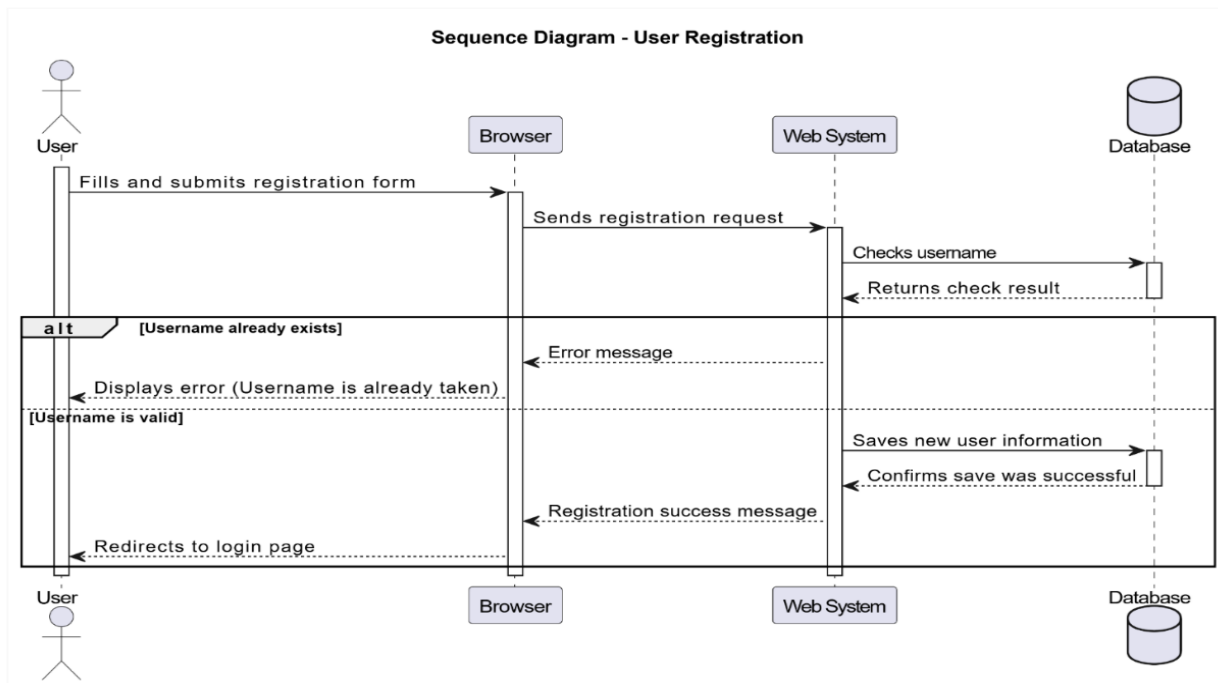 Sequence Diagram - User Registration
User
Browser
Web System
Database
Fills and submits registration form
Sends registration request
Checks username
Returns check result
alt [Username already exists]
Error message
Displays error (Username is already taken)
[Username is valid]
Saves new user information
Confirms save was successful
Registration success message
Redirects to login page
User
Browser
Web System
Database